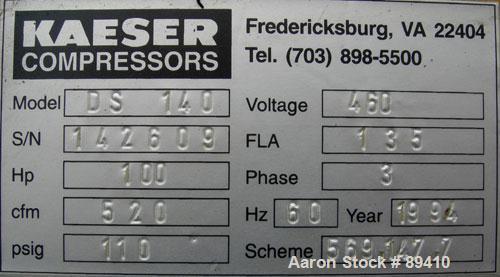 KAESER
COMPRESSORS
Fredericksburg, VA 22404
Tel. (703) 898-5500
Model DS 140
Voltage 460
S/N 142609
FLA 135
Hp 100
Phase 3
cfm 520
Hz 60 Year 1994
psig 110
Scheme 569-147.7
Aaron Stock # 89410